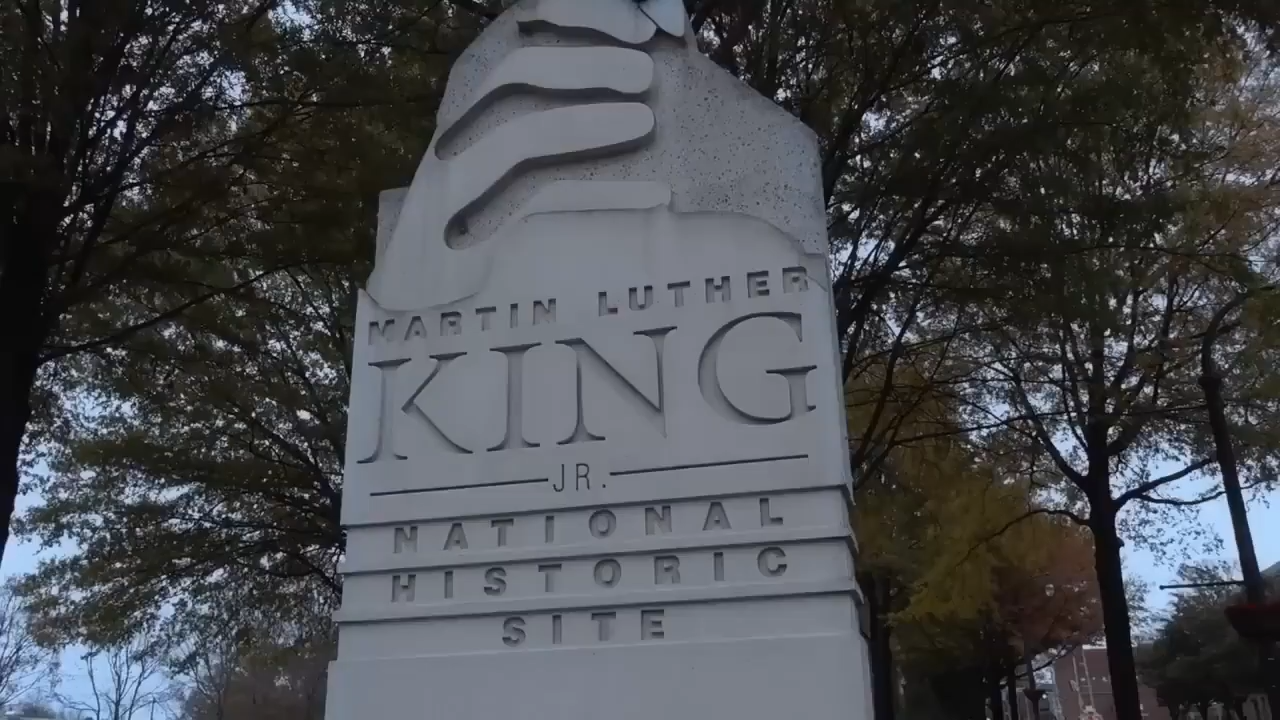 MARTIN LUTHER
KING
JR.
NATIONAL
HISTORIC
SITE